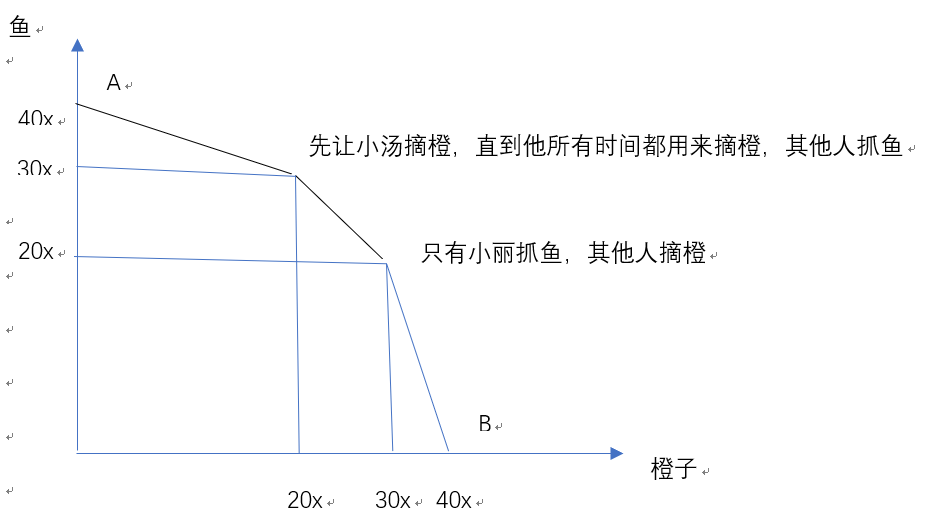 鱼
A
40x
先让小汤摘橙，直到他所有时间都用来摘橙，其他人抓鱼
30x
20x
只有小丽抓鱼，其他人摘橙
B
橙子
20x
30x
40x